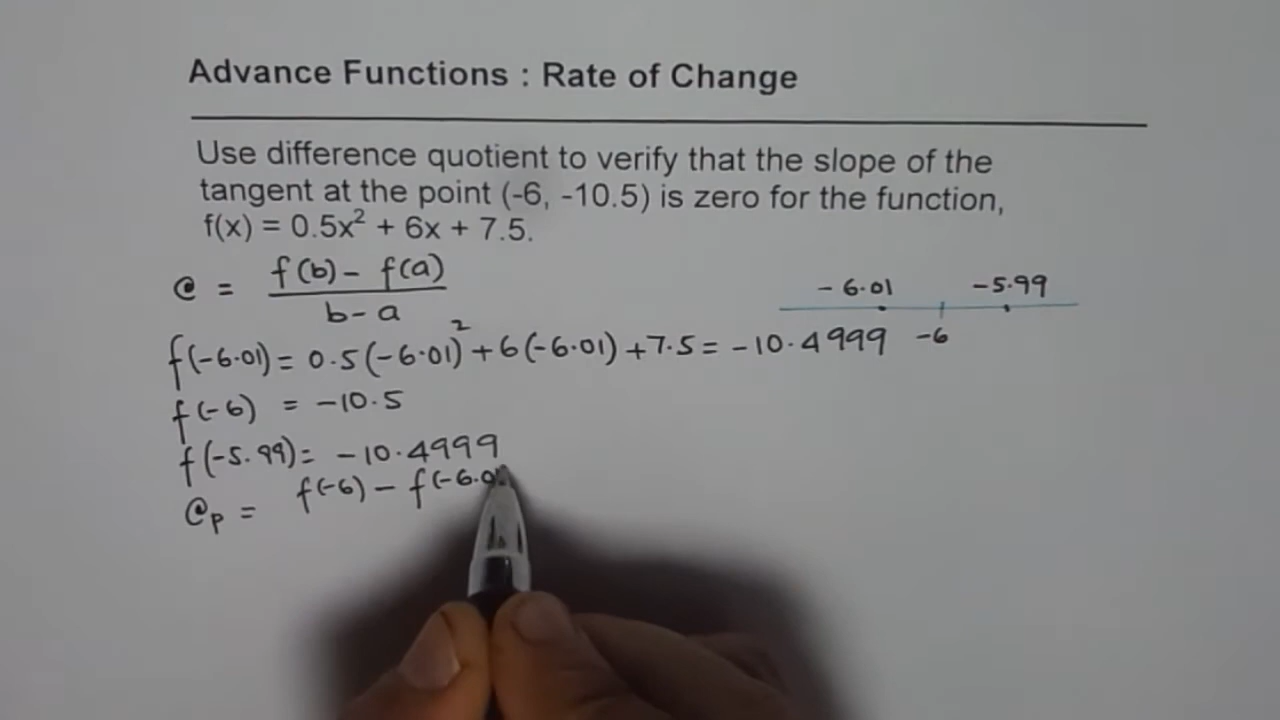 Advance Functions : Rate of Change
Use difference quotient to verify that the slope of the
tangent at the point (-6, -10.5) is zero for the function,
f(x) = 0.5x² + 6x + 7.5.
@ = f(b) - f(a)
b - a
-6.01 -5.99
-6
f(-6.01) = 0.5(-6.01)² + 6(-6.01) + 7.5 = -10.4999
f(-6) = -10.5
f(-5.99) = -10.4999
@p = f(-6) - f(-6.0